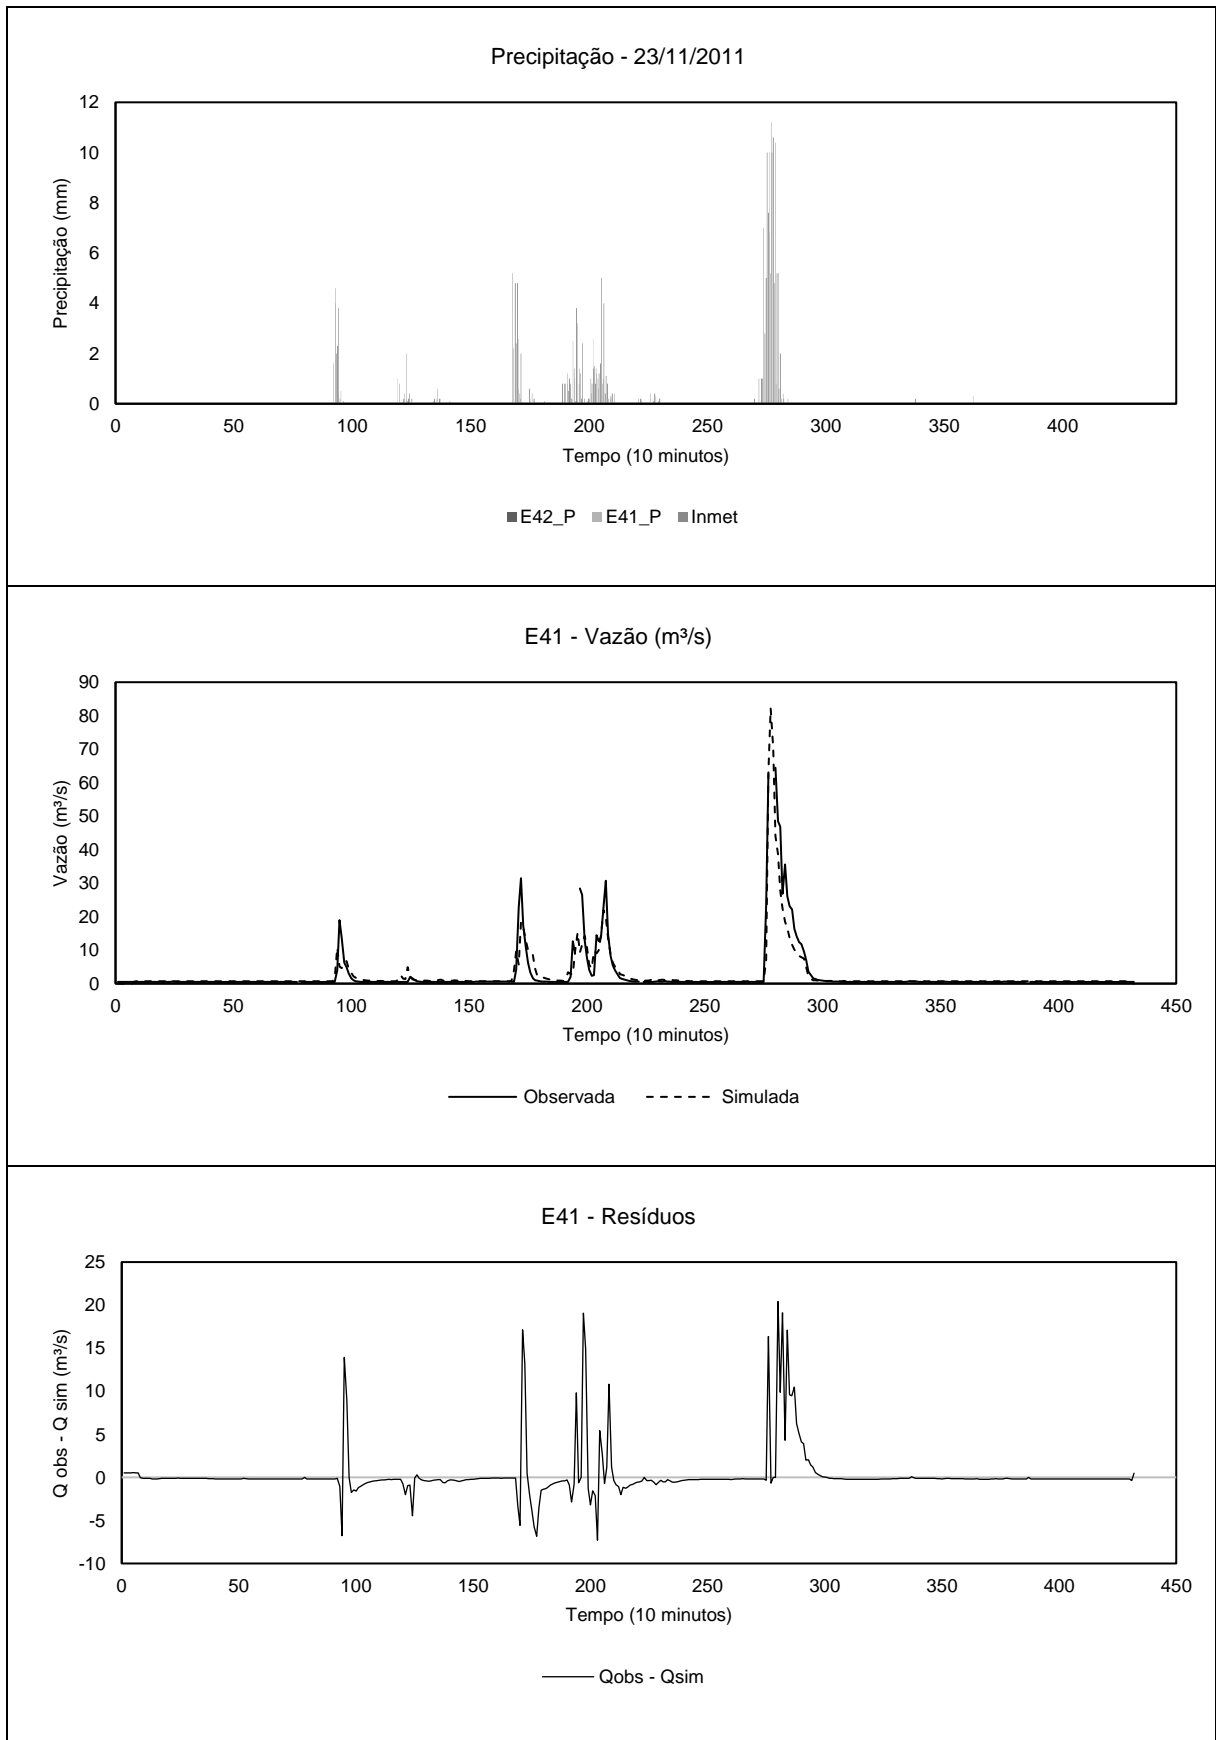 Precipitação - 23/11/2011
Precipitação (mm)
12
10
8
6
4
2
0
0 50 100 150 200 250 300 350 400
Tempo (10 minutos)
E42_P E41_P Inmet
E41 - Vazão (m³/s)
Vazão (m³/s)
90
80
70
60
50
40
30
20
10
0
0 50 100 150 200 250 300 350 400 450
Tempo (10 minutos)
Observada Simulada
E41 - Resíduos
Q obs - Q sim (m³/s)
25
20
15
10
5
0
-5
-10
0 50 100 150 200 250 300 350 400 450
Tempo (10 minutos)
Qobs - Qsim